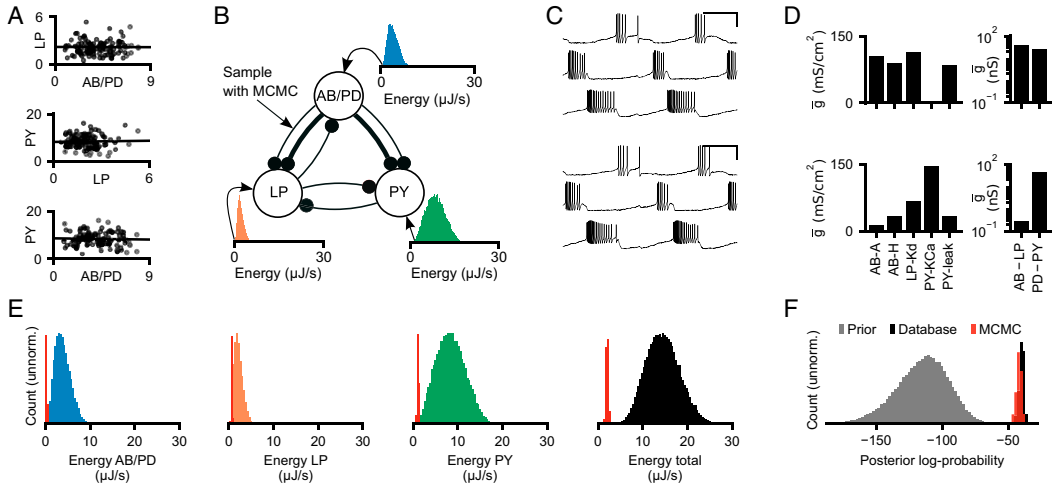 A
6
LP
0
0
9
AB/PD
20
PY
0
0
6
LP
20
PY
0
0
9
AB/PD
B
Sample
with MCMC
AB/PD
LP
PY
0
30
Energy (µJ/s)
0
30
Energy (µJ/s)
0
30
Energy (µJ/s)
C
D
150
g̅ (mS/cm²)
0
10²
g̅ (nS)
10⁻¹
150
g̅ (mS/cm²)
0
AB-A
AB-H
LP-Kd
PY-KCa
PY-leak
10²
g̅ (nS)
10⁻¹
AB – LP
PD – PY
E
Count (unnorm.)
0 10 20 30
Energy AB/PD
(µJ/s)
0 10 20 30
Energy LP
(µJ/s)
0 10 20 30
Energy PY
(µJ/s)
0 10 20 30
Energy total
(µJ/s)
F
Prior Database MCMC
Count (unnorm.)
−150 −100 −50
Posterior log-probability